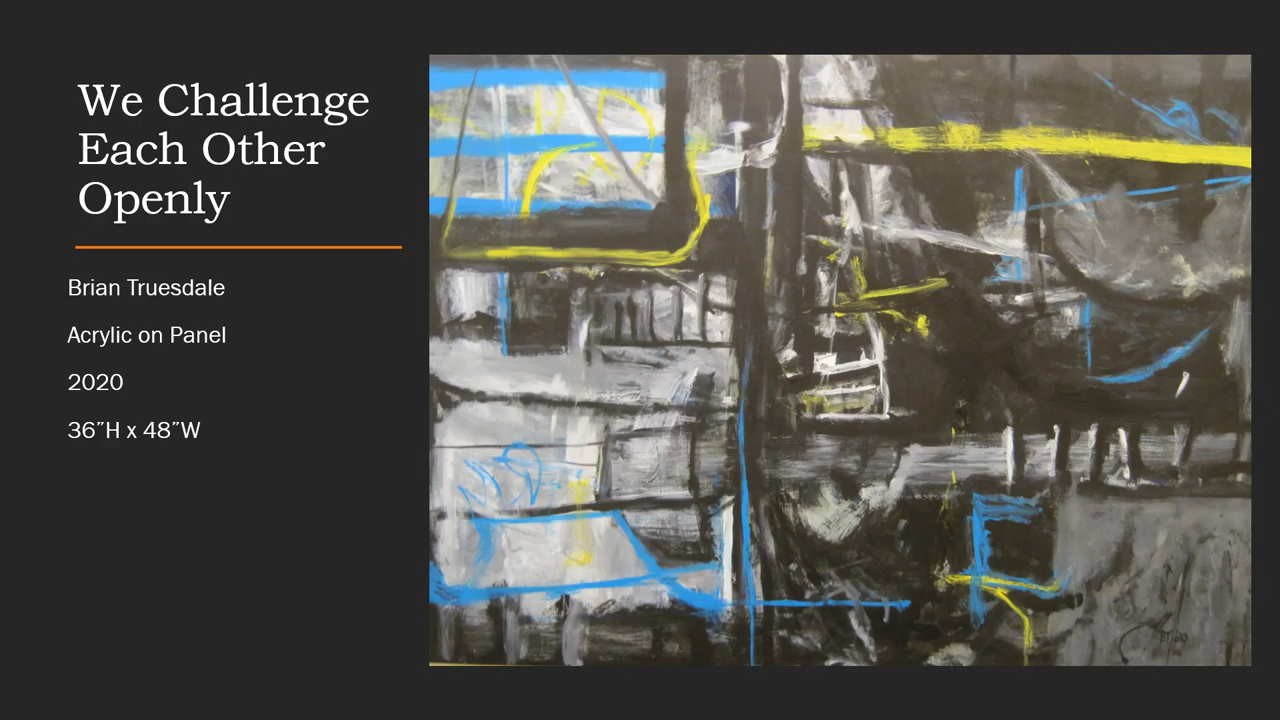 We Challenge
Each Other
Openly
Brian Truesdale
Acrylic on Panel
2020
36″H x 48″W